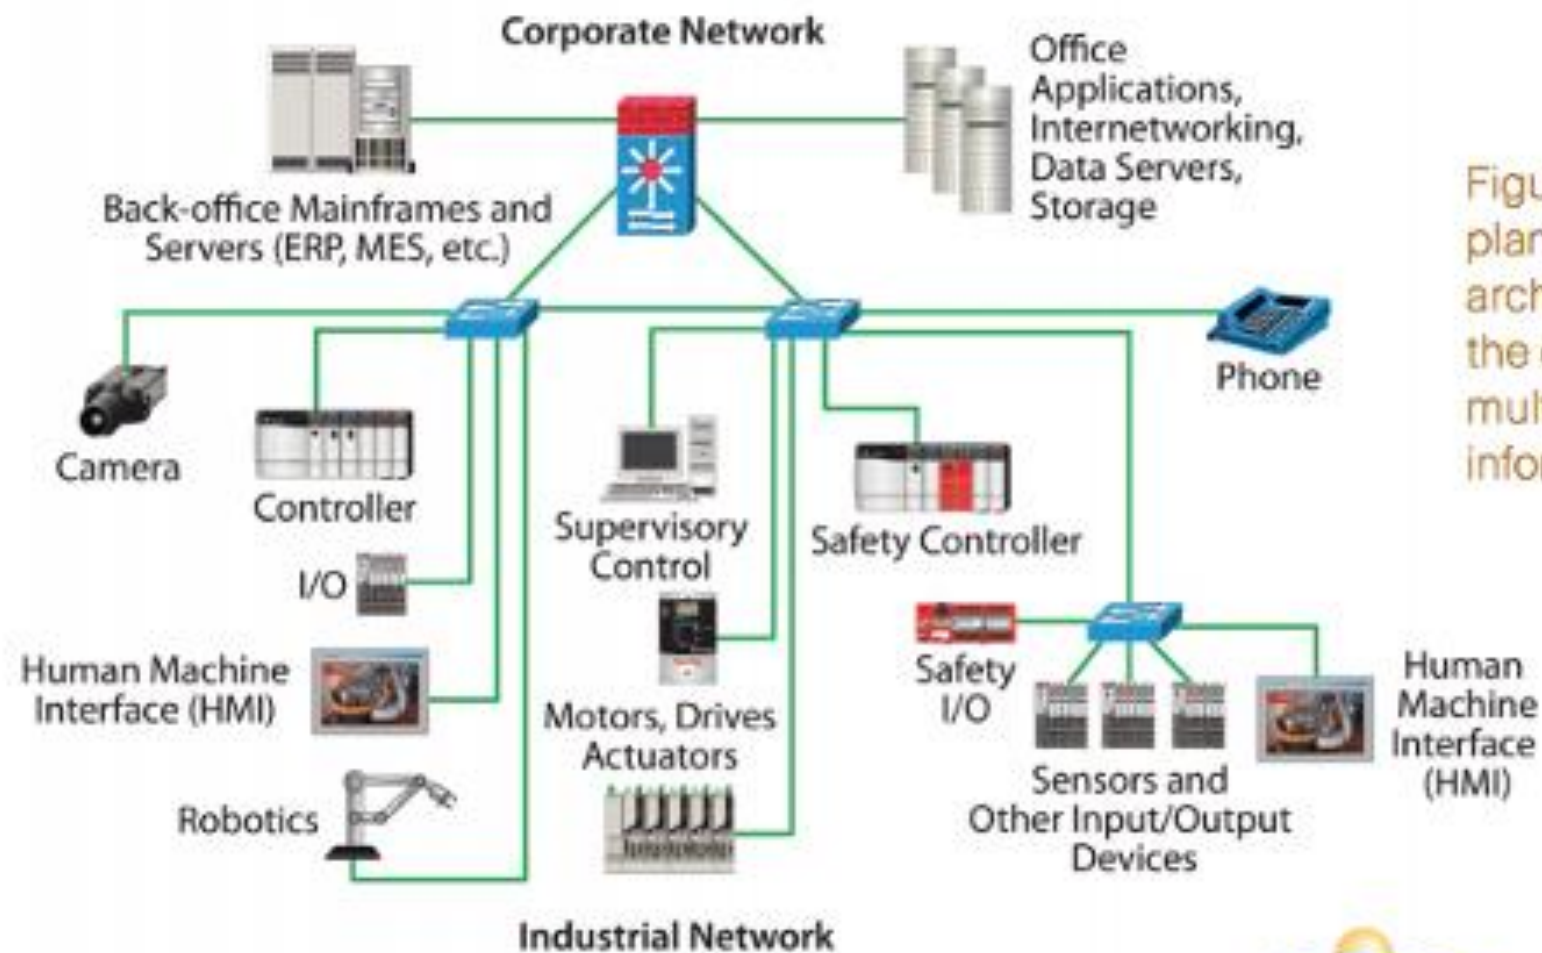 Corporate Network
Office
Applications,
Internetworking,
Data Servers,
Storage
Back-office Mainframes and
Servers (ERP, MES, etc.)
Camera
Controller
I/O
Human Machine
Interface (HMI)
Robotics
Supervisory
Control
Motors, Drives
Actuators
Safety Controller
Phone
Safety
I/O
Sensors and
Other Input/Output
Devices
Human
Machine
Interface
(HMI)
Industrial Network